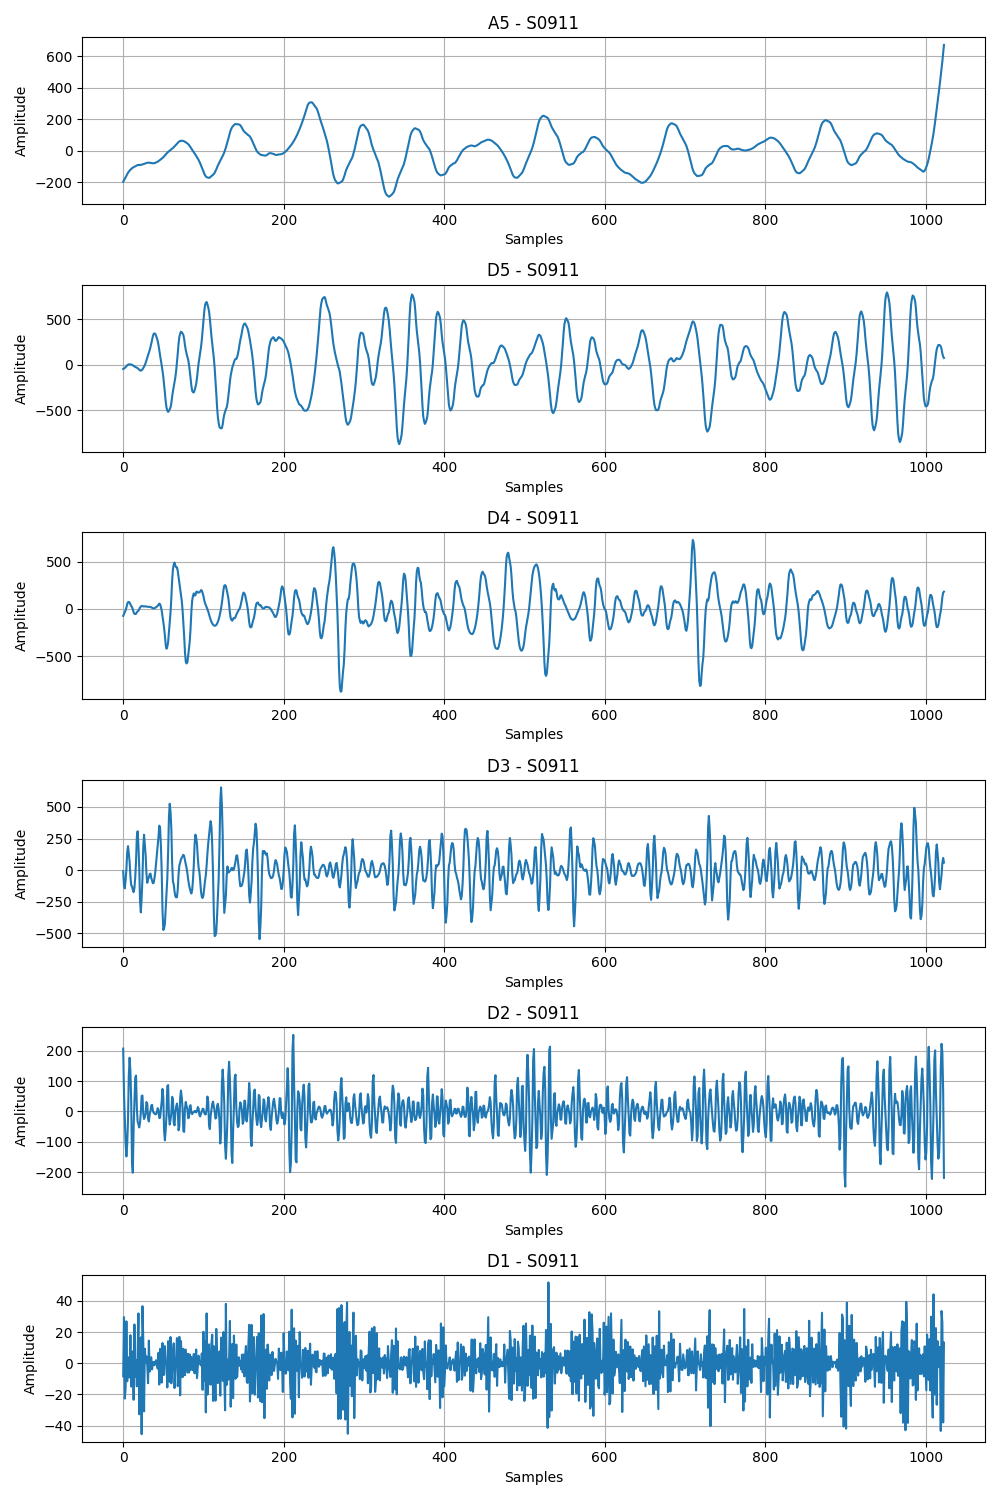 A5 - S0911
600
400
200
0
−200
Amplitude
0 200 400 600 800 1000
Samples
D5 - S0911
500
0
−500
Amplitude
0 200 400 600 800 1000
Samples
D4 - S0911
500
0
−500
Amplitude
0 200 400 600 800 1000
Samples
D3 - S0911
500
250
0
−250
−500
Amplitude
0 200 400 600 800 1000
Samples
D2 - S0911
200
100
0
−100
−200
Amplitude
0 200 400 600 800 1000
Samples
D1 - S0911
40
20
0
−20
−40
Amplitude
0 200 400 600 800 1000
Samples